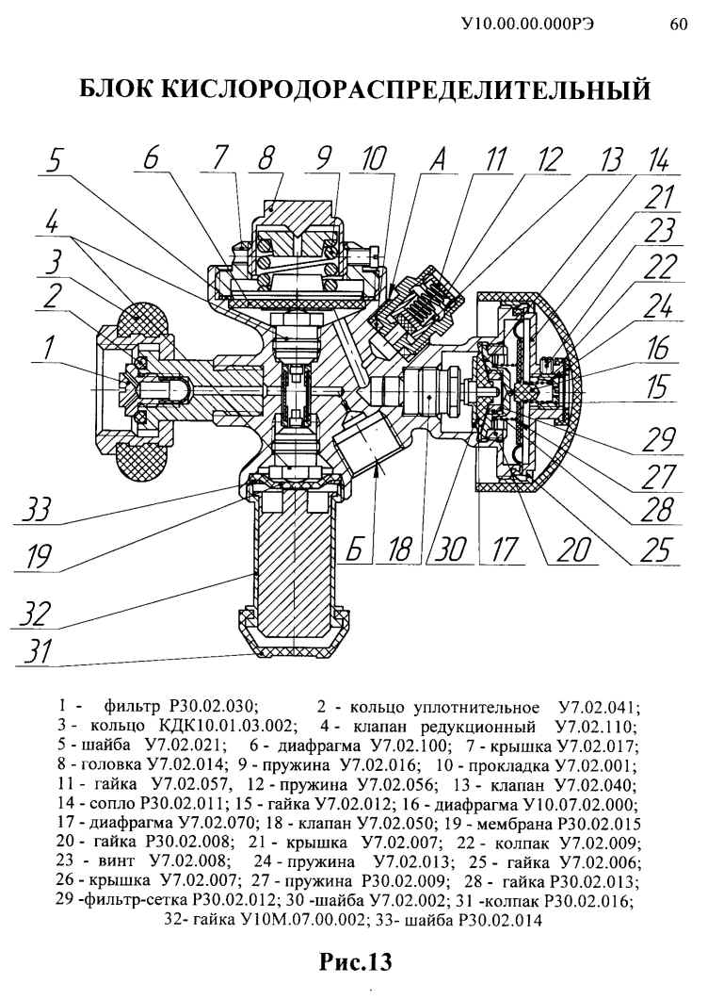 У10.00.00.000РЭ 60
БЛОК КИСЛОРОДОРАСПРЕДЕЛИТЕЛЬНЫЙ
5 6 7 8 9 10 А 11 12 13 14
4 21
3 23
2 22
24
1 16
15
29
33 27
28
19 Б 18 30 17 20 25
32
31
1 - фильтр Р30.02.030; 2 - кольцо уплотнительное У7.02.041;
3 - кольцо КДК10.01.03.002; 4 - клапан редукционный У7.02.110;
5 - шайба У7.02.021; 6 - диафрагма У7.02.100; 7 - крышка У7.02.017;
8 - головка У7.02.014; 9 - пружина У7.02.016; 10 - прокладка У7.02.001;
11 - гайка У7.02.057, 12 - пружина У7.02.056; 13 - клапан У7.02.040;
14 - сопло Р30.02.011; 15 - гайка У7.02.012; 16 - диафрагма У10.07.02.000;
17 - диафрагма У7.02.070; 18 - клапан У7.02.050; 19 - мембрана Р30.02.015
20 - гайка Р30.02.008; 21 - крышка У7.02.007; 22 - колпак У7.02.009;
23 - винт У7.02.008; 24 - пружина У7.02.013; 25 - гайка У7.02.006;
26 - крышка У7.02.007; 27 - пружина Р30.02.009; 28 - гайка Р30.02.013;
29 -фильтр-сетка Р30.02.012; 30 -шайба У7.02.002; 31 -колпак Р30.02.016;
32- гайка У10М.07.00.002; 33- шайба Р30.02.014
Рис.13